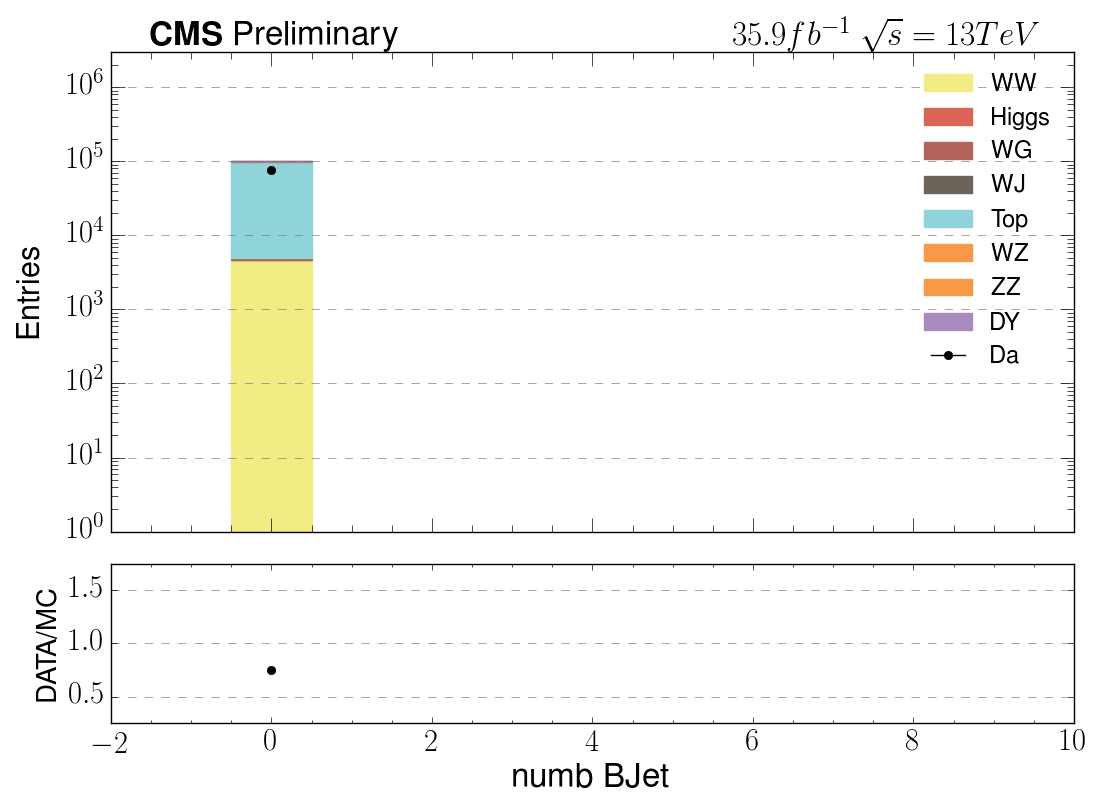 CMS Preliminary 35.9fb⁻¹ √s = 13TeV
10⁶
10⁵
10⁴
10³
10²
10¹
10⁰
Entries
WW
Higgs
WG
WJ
Top
WZ
ZZ
DY
Da
1.5
1.0
0.5
DATA/MC
−2 0 2 4 6 8 10
numb BJet